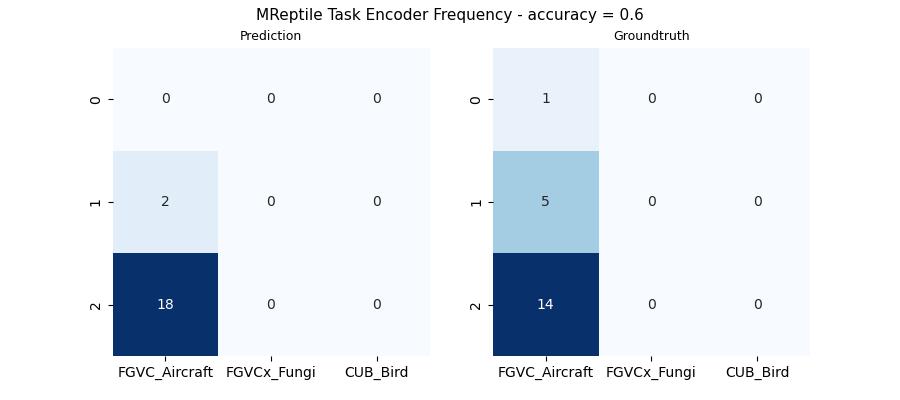 MReptile Task Encoder Frequency - accuracy = 0.6
Prediction
0 0 0 0
1 2 0 0
2 18 0 0
FGVC_Aircraft FGVCx_Fungi CUB_Bird
Groundtruth
0 1 0 0
1 5 0 0
2 14 0 0
FGVC_Aircraft FGVCx_Fungi CUB_Bird